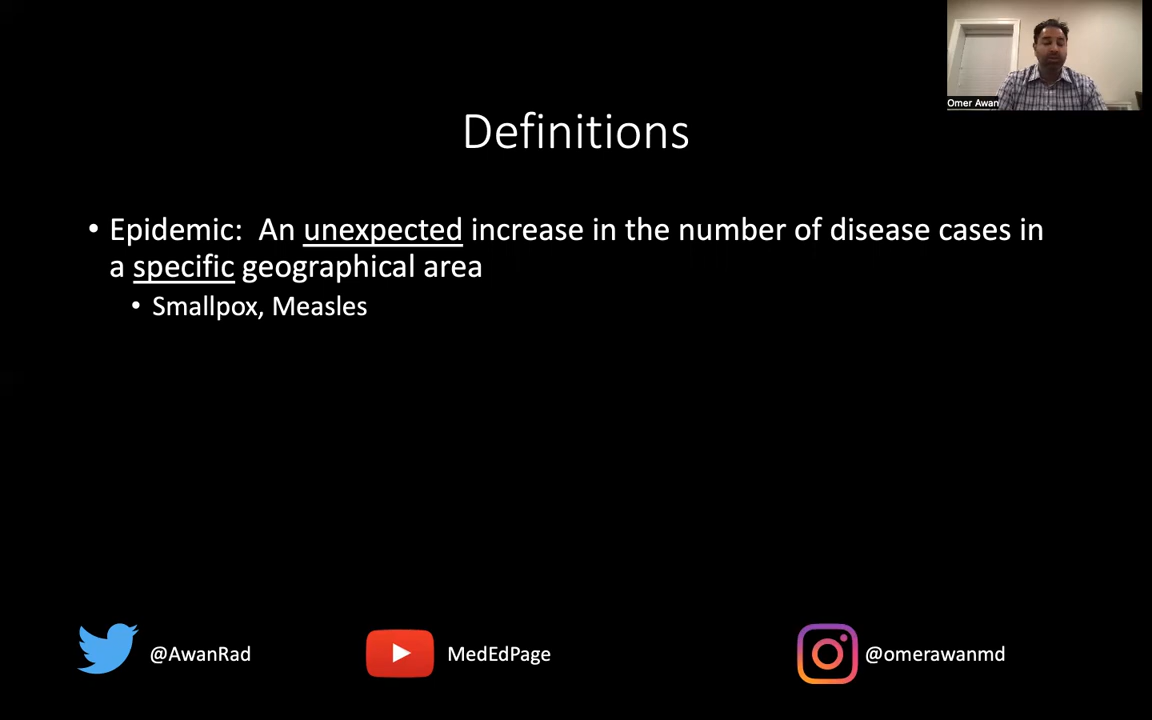 Omer Awan
Definitions
• Epidemic: An unexpected increase in the number of disease cases in
a specific geographical area
• Smallpox, Measles
@AwanRad
MedEdPage
@omerawanmd